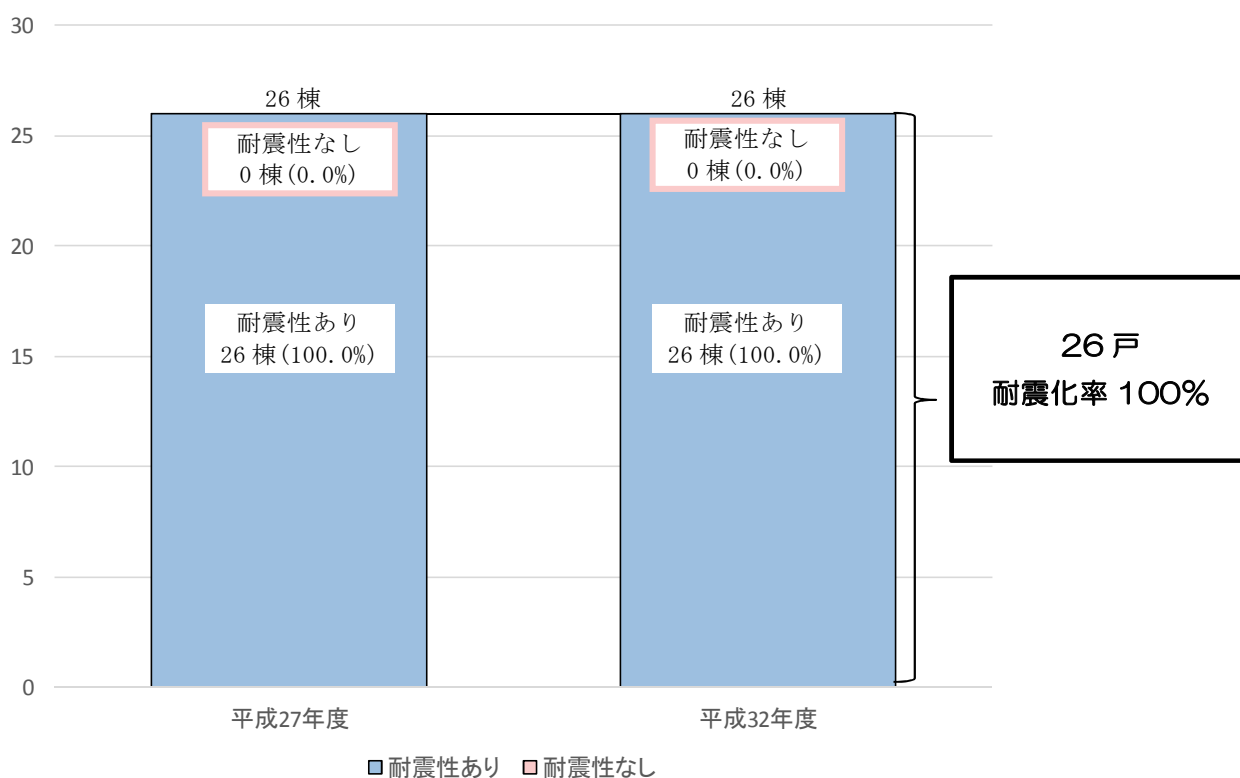 30
25
20
15
10
5
0
26 棟
耐震性なし
0 棟(0.0%)
耐震性あり
26 棟(100.0%)
26 棟
耐震性なし
0 棟(0.0%)
耐震性あり
26 棟(100.0%)
26 戸
耐震化率 100%
平成27年度
平成32年度
耐震性あり 耐震性なし